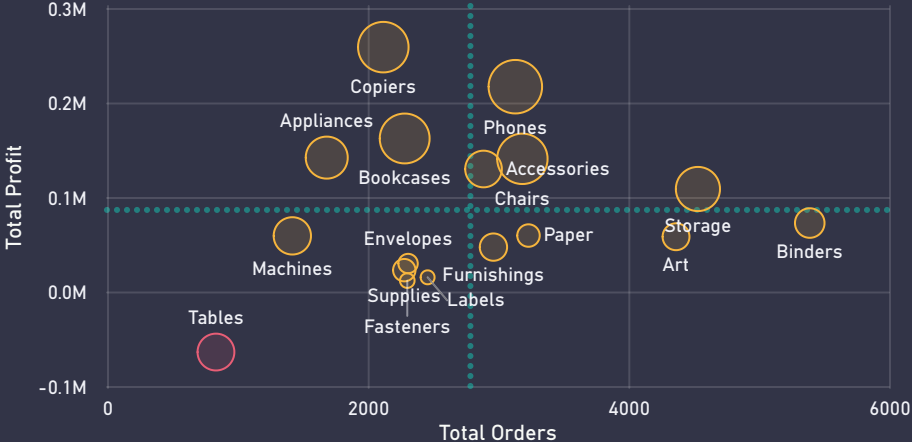 0.3M
0.2M
0.1M
0.0M
-0.1M
Total Profit
Copiers
Appliances
Phones
Bookcases
Accessories
Chairs
Storage
Envelopes
Paper
Binders
Machines
Furnishings
Art
Supplies
Labels
Tables
Fasteners
0
2000
4000
6000
Total Orders